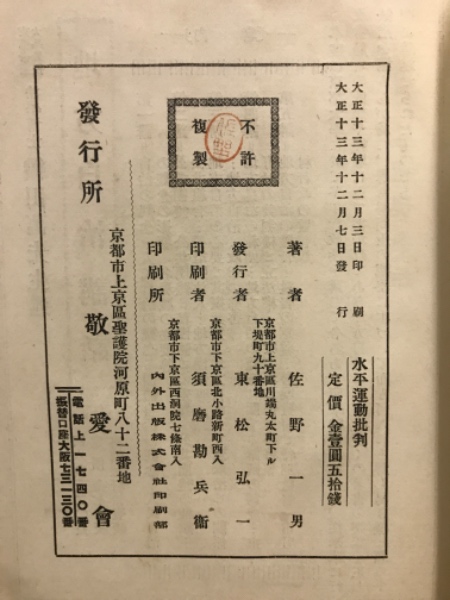 大正十三年十二月三日印刷
大正十三年十二月七日發行
水平運動批判
定價金壹圓五拾錢
不許
複製
著者 佐野一男
京都市上京區川端丸太町下ル
下堤町九十番地
發行者 東松弘一
京都市下京區北小路新町西入
印刷者 須磨勘兵衞
京都市下京區西洞院七條南入
印刷所 內外出版株式會社印刷部
京都市上京區聖護院河原町八十二番地
發行所 敬愛會
電話上一七四〇番
振替口座大阪七三一三〇番